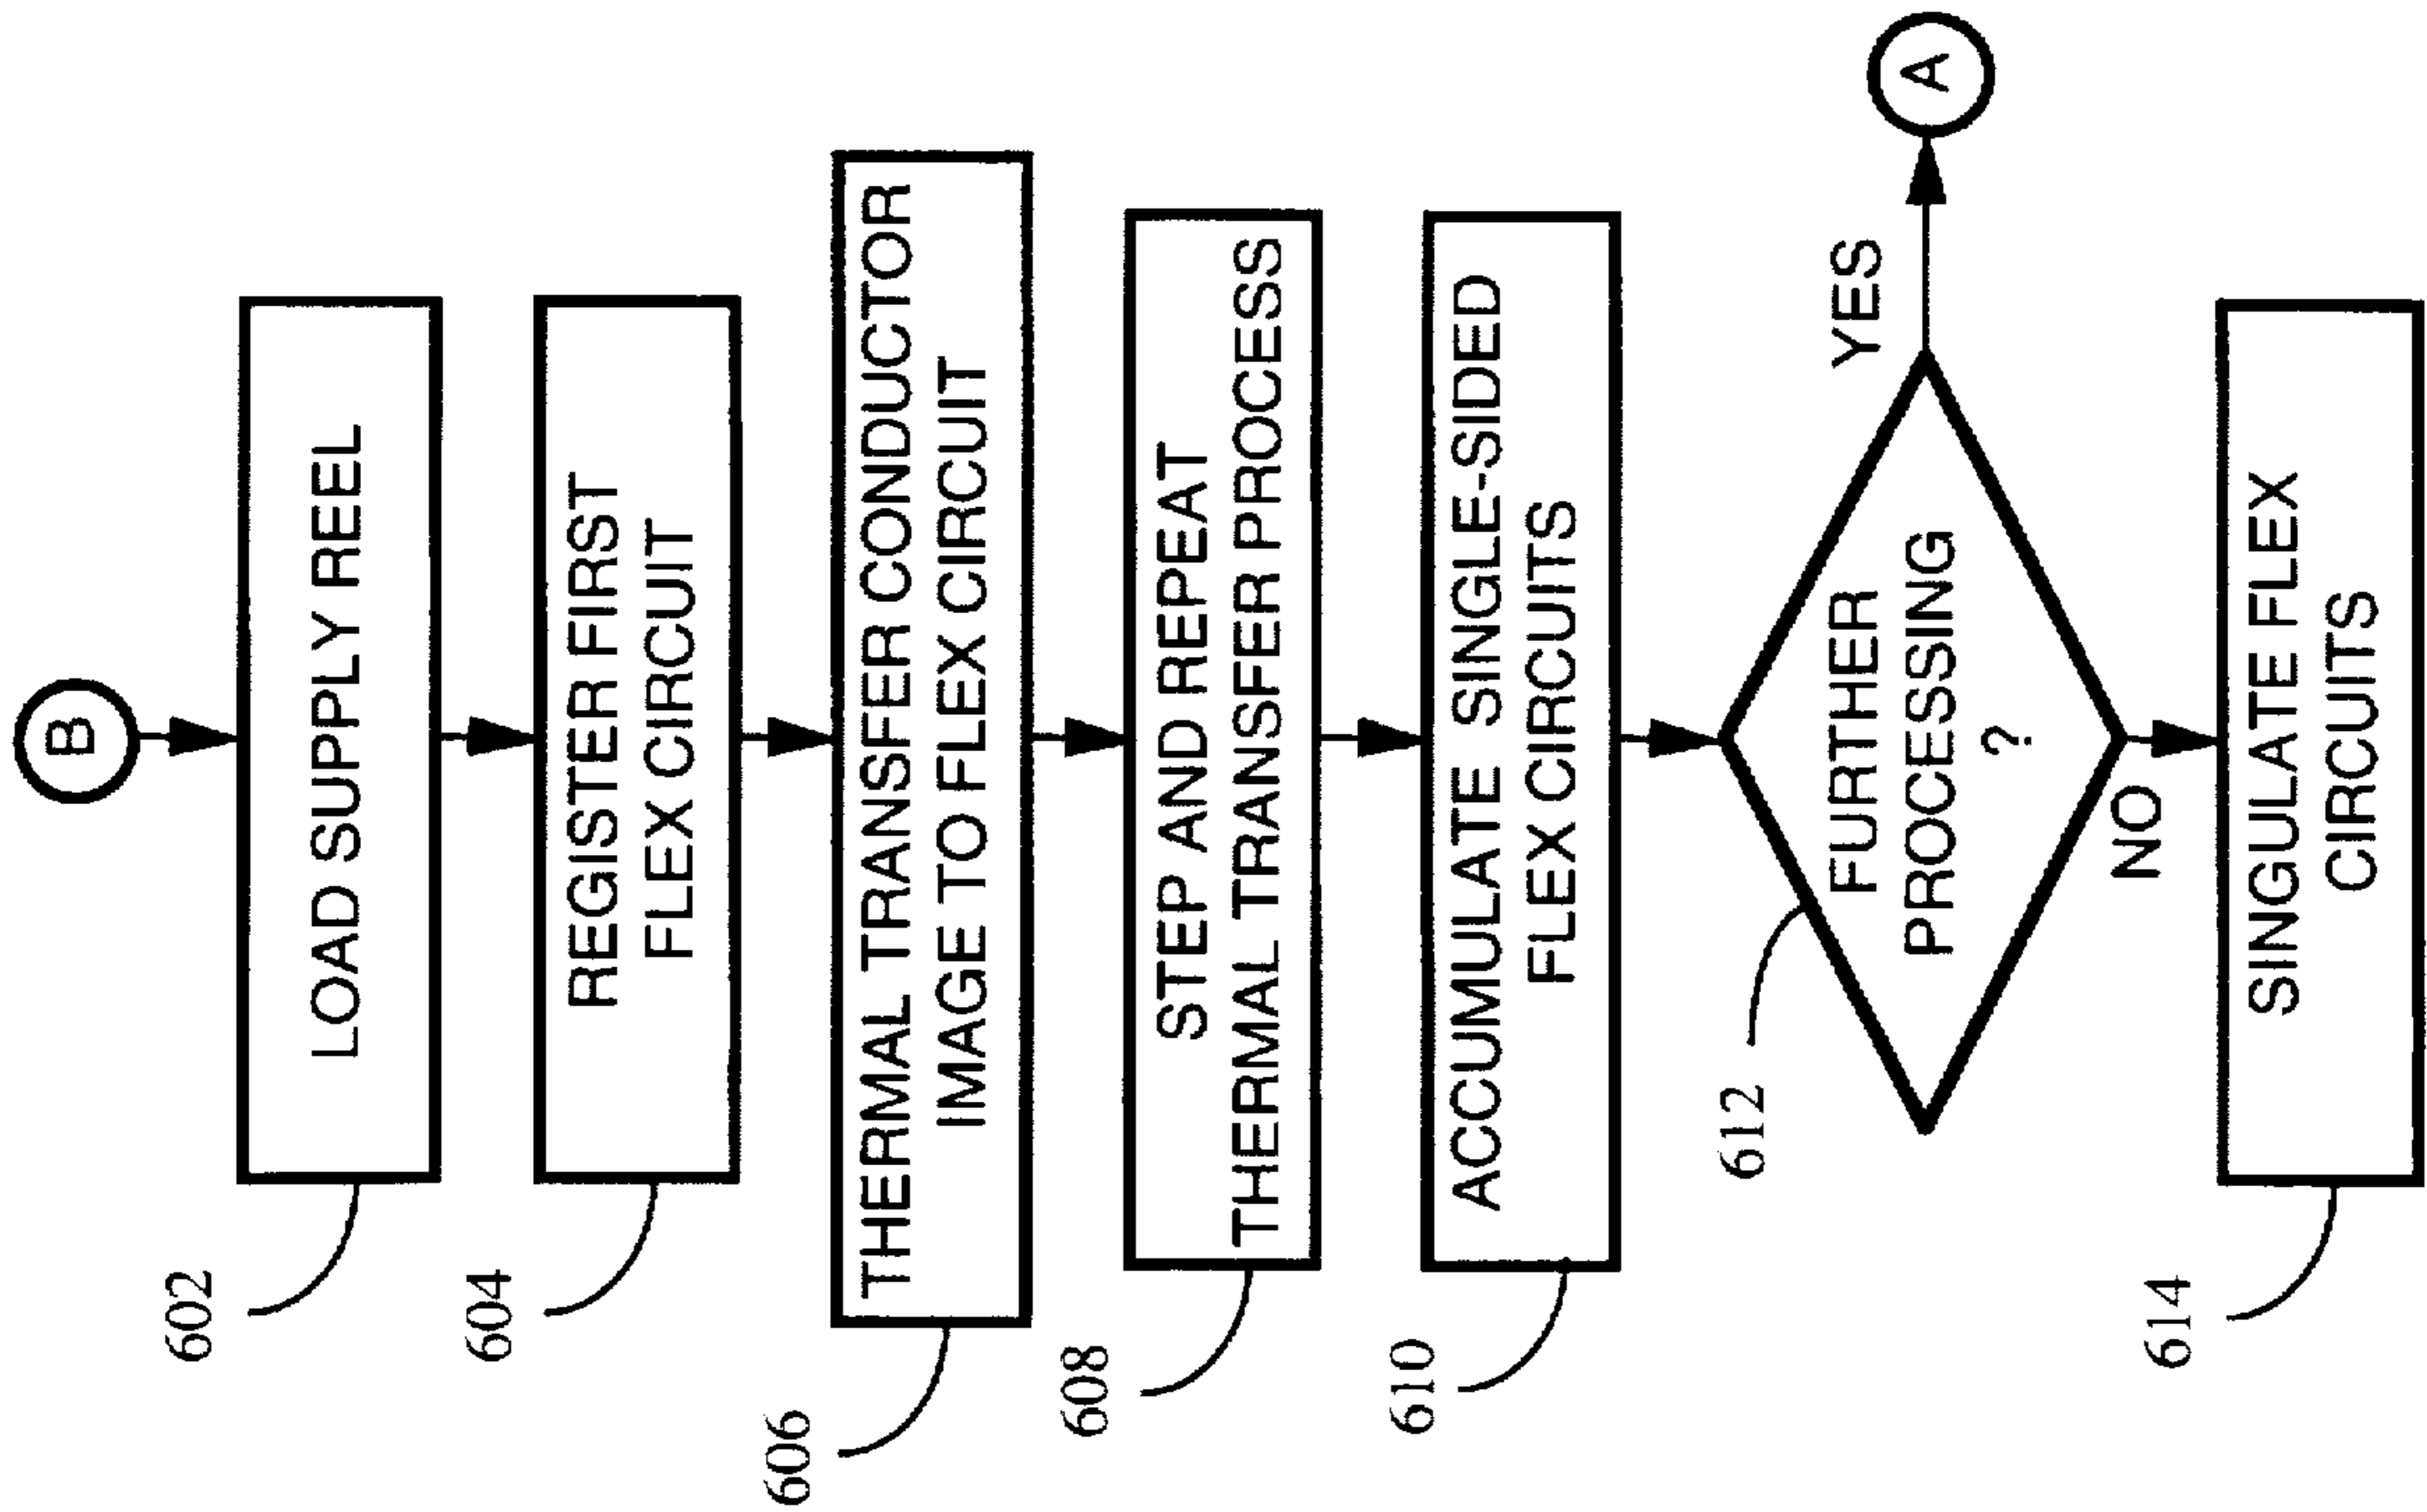 B
602
LOAD SUPPLY REEL
604
REGISTER FIRST
FLEX CIRCUIT
606
THERMAL TRANSFER CONDUCTOR
IMAGE TO FLEX CIRCUIT
608
STEP AND REPEAT
THERMAL TRANSFER PROCESS
610
ACCUMULATE SINGLE-SIDED
FLEX CIRCUITS
612
FURTHER
PROCESSING
?
YES
A
NO
614
SINGULATE FLEX
CIRCUITS